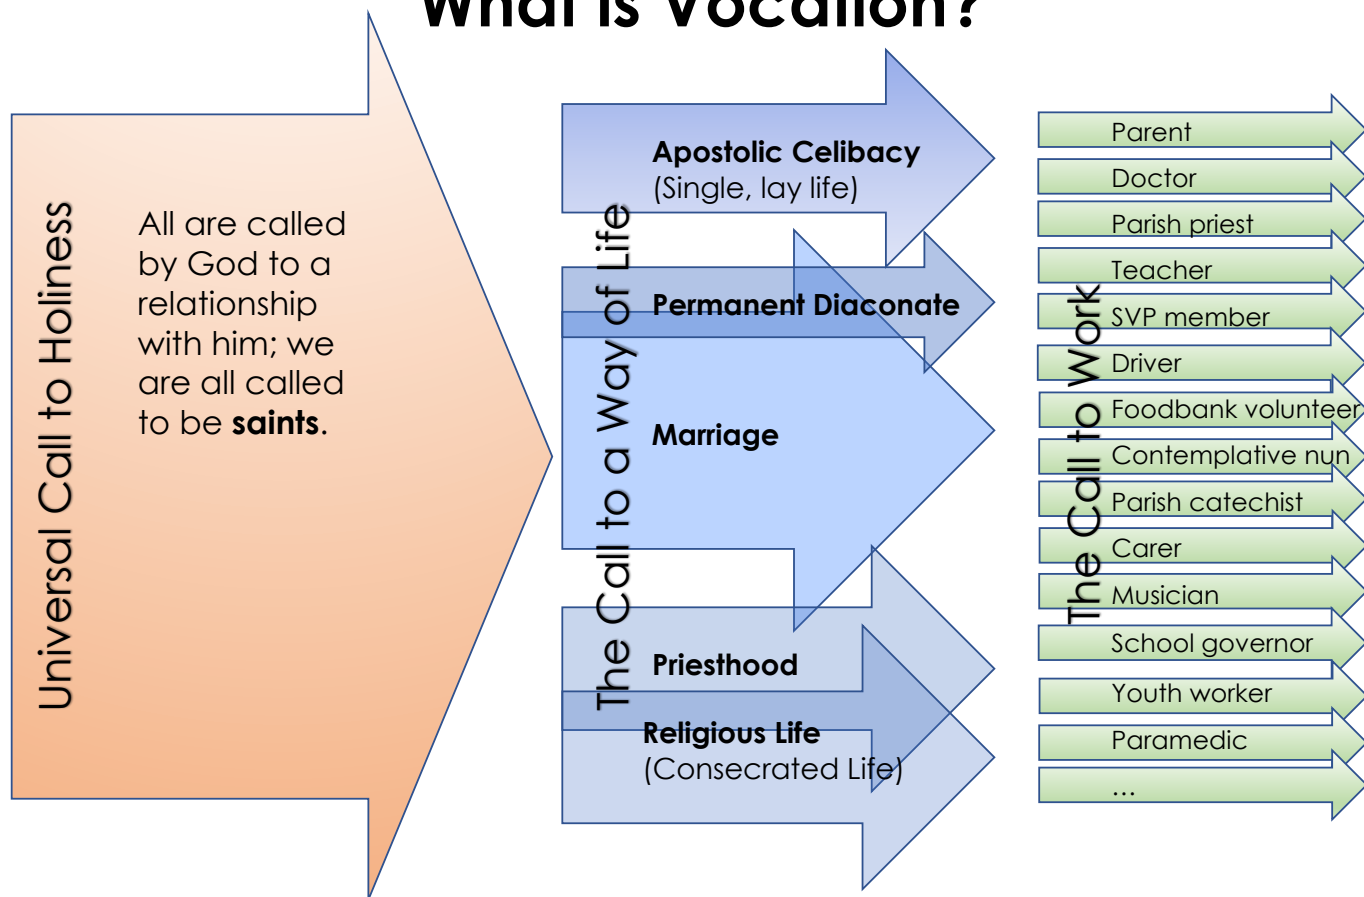 What is Vocation?
Universal Call to Holiness
All are called
by God to a
relationship
with him; we
are all called
to be saints.
The Call to a Way of Life
Apostolic Celibacy
(Single, lay life)
Permanent Diaconate
Marriage
Priesthood
Religious Life
(Consecrated Life)
The Call to Work
Parent
Doctor
Parish priest
Teacher
SVP member
Driver
Foodbank volunteer
Contemplative nun
Parish catechist
Carer
Musician
School governor
Youth worker
Paramedic
…